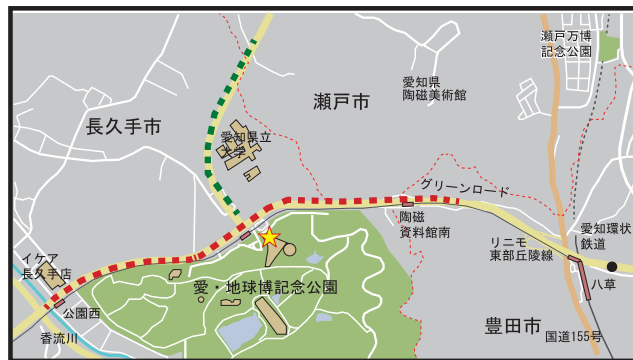 瀬戸万博
記念公園
愛知県
陶磁美術館
瀬戸市
長久手市
愛知県立
大学
グリーンロード
陶磁
資料館南
愛知環状
鉄道
リニモ
東部丘陵線
イケア
長久手店
八草
愛・地球博記念公園
公園西
豊田市
香流川
国道155号